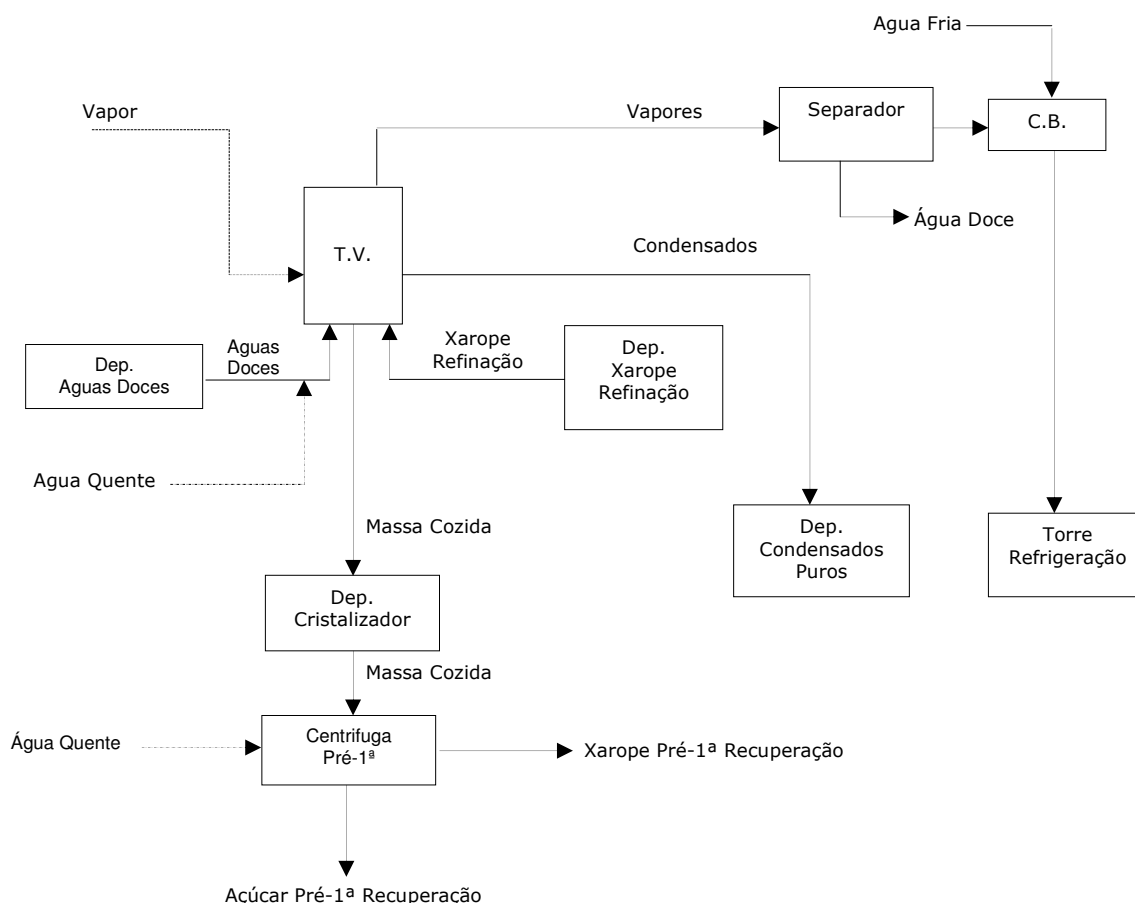 Agua Fria
Vapor
Vapores
Separador
C.B.
Água Doce
T.V.
Condensados
Aguas
Doces
Xarope
Refinação
Dep.
Xarope
Refinação
Dep.
Aguas Doces
Agua Quente
Massa Cozida
Dep.
Condensados
Puros
Torre
Refrigeração
Dep.
Cristalizador
Massa Cozida
Água Quente
Centrifuga
Pré-1ª
Xarope Pré-1ª Recuperação
Açúcar Pré-1ª Recuperação